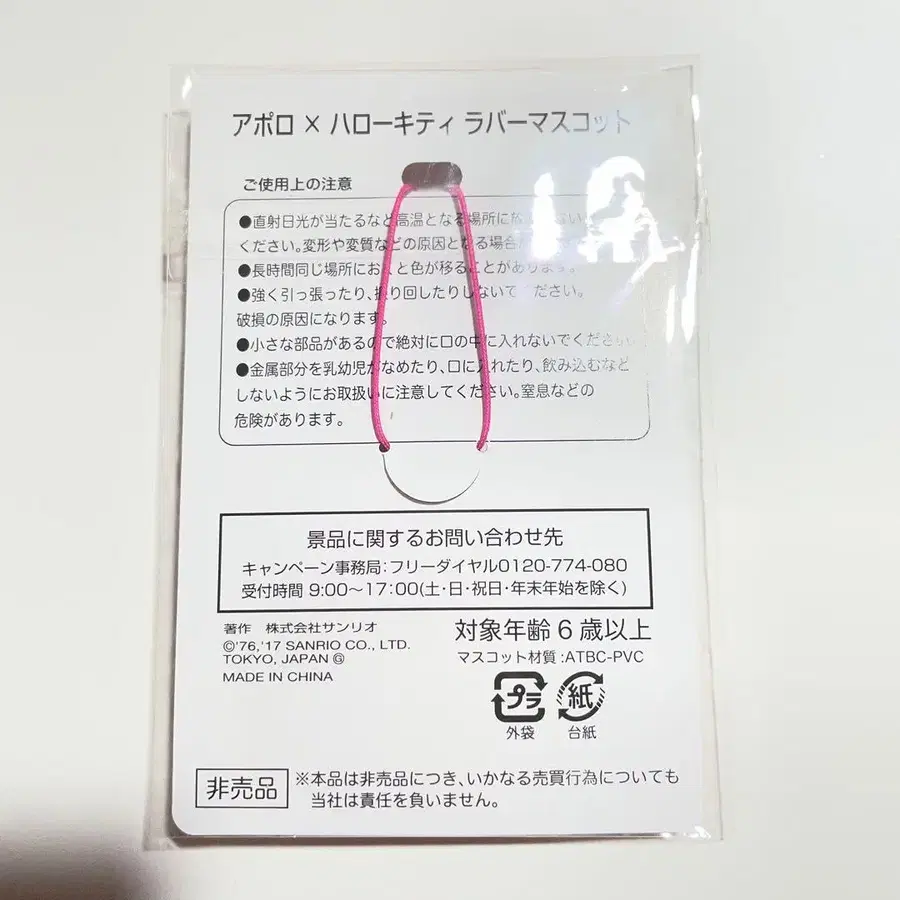 アポロ × ハローキティ ラバーマスコット
ご使用上の注意
●直射日光が当たるなど高温となる場所に
ください。変形や変質などの原因となる場合が
●長時間同じ場所におくと色が移ることがあります。
●強く引っ張ったり、振り回したりしないでください。
破損の原因になります。
●小さな部品があるので絶対に口の中に入れないでください。
●金属部分を乳幼児がなめたり、口に入れたり、飲み込むなど
しないようにお取扱いに注意してください。窒息などの
危険があります。
景品に関するお問い合わせ先
キャンペーン事務局:フリーダイヤル0120-774-080
受付時間 9:00〜17:00(土・日・祝日・年末年始を除く)
著作 株式会社サンリオ
©'76,'17 SANRIO CO., LTD.
TOKYO, JAPAN Ⓖ
MADE IN CHINA
対象年齢6歳以上
マスコット材質:ATBC-PVC
プラ 紙
外袋 台紙
非売品 ※本品は非売品につき、いかなる売買行為についても
当社は責任を負いません。